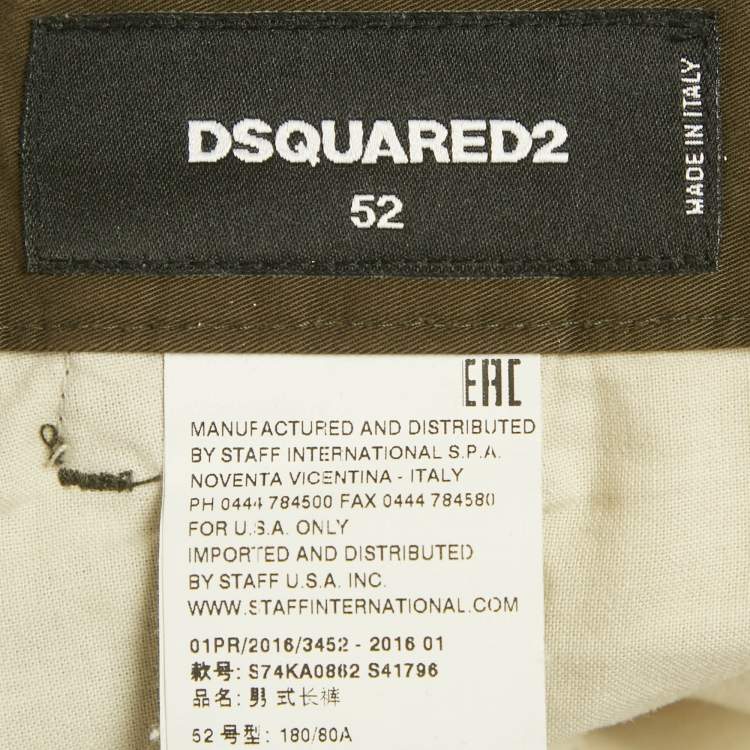 DSQUARED2
52
MADE IN ITALY
EAC
MANUFACTURED AND DISTRIBUTED
BY STAFF INTERNATIONAL S.P.A.
NOVENTA VICENTINA - ITALY
PH 0444 784500 FAX 0444 784580
FOR U.S.A. ONLY
IMPORTED AND DISTRIBUTED
BY STAFF U.S.A. INC.
WWW.STAFFINTERNATIONAL.COM
01PR/2016/3452 - 2016 01
款号: S74KA0862 S41796
品名: 男 式长裤
52 号型: 180/80A